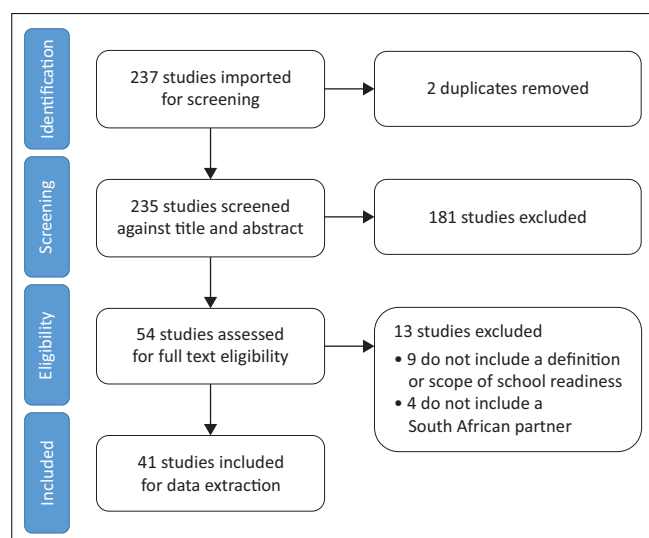 Identification
237 studies imported
for screening
2 duplicates removed
Screening
235 studies screened
against title and abstract
181 studies excluded
Eligibility
54 studies assessed
for full text eligibility
13 studies excluded
• 9 do not include a definition
or scope of school readiness
• 4 do not include a
South African partner
Included
41 studies included
for data extraction